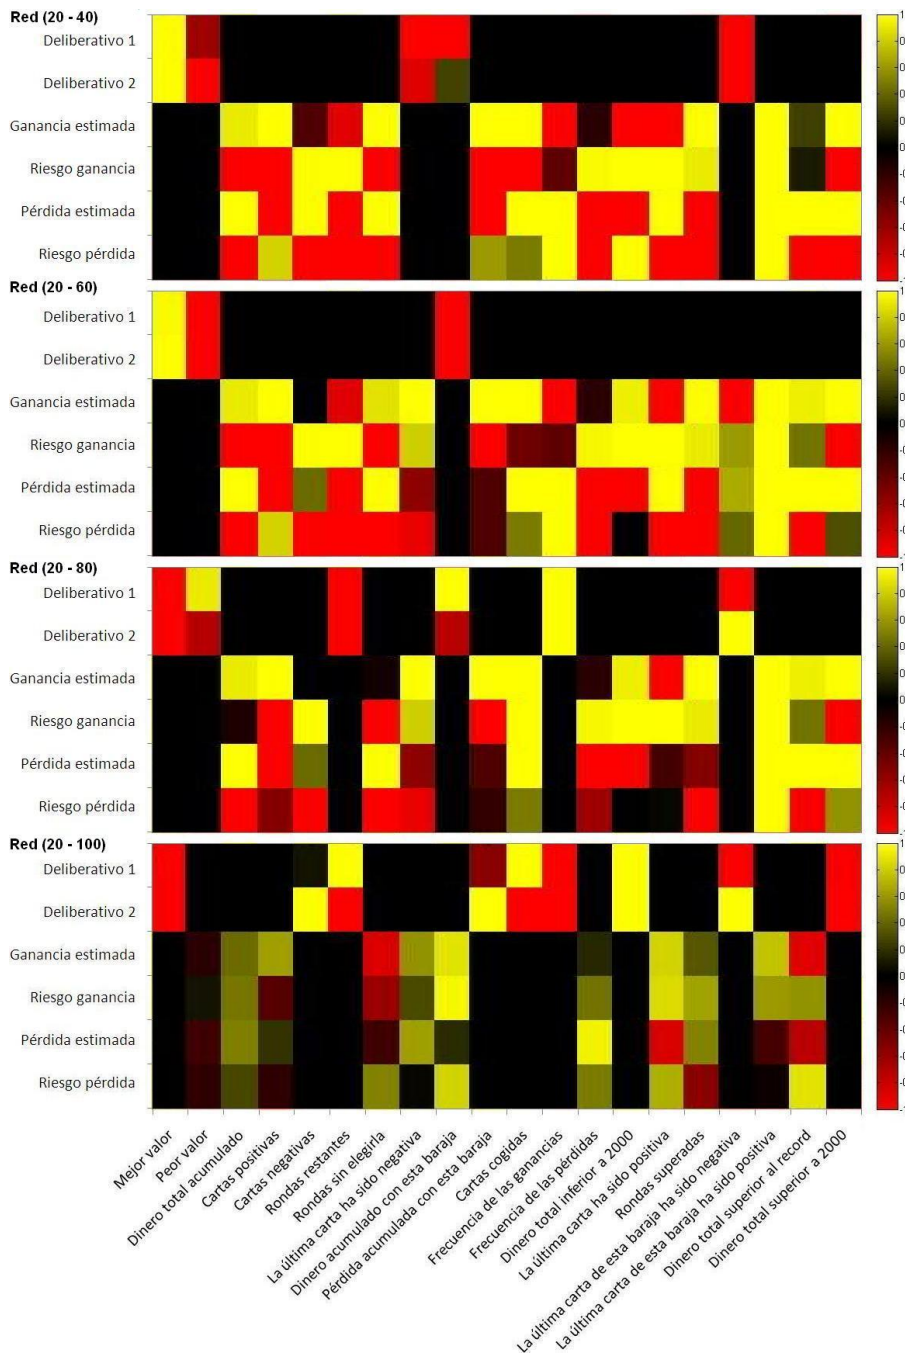 Red (20 - 40)
Deliberativo 1
Deliberativo 2
Ganancia estimada
Riesgo ganancia
Pérdida estimada
Riesgo pérdida
Red (20 - 60)
Deliberativo 1
Deliberativo 2
Ganancia estimada
Riesgo ganancia
Pérdida estimada
Riesgo pérdida
Red (20 - 80)
Deliberativo 1
Deliberativo 2
Ganancia estimada
Riesgo ganancia
Pérdida estimada
Riesgo pérdida
Red (20 - 100)
Deliberativo 1
Deliberativo 2
Ganancia estimada
Riesgo ganancia
Pérdida estimada
Riesgo pérdida
Mejor valor
Peor valor
Dinero total acumulado
Cartas positivas
Cartas negativas
Rondas restantes
Rondas sin elegirla
La última carta ha sido negativa
Dinero acumulado con esta baraja
Pérdida acumulada con esta baraja
Cartas cogidas
Frecuencia de las ganancias
Frecuencia de las pérdidas
Dinero total inferior a 2000
La última carta ha sido positiva
Rondas superadas
La última carta de esta baraja ha sido negativa
La última carta de esta baraja ha sido positiva
Dinero total superior al record
Dinero total superior a 2000